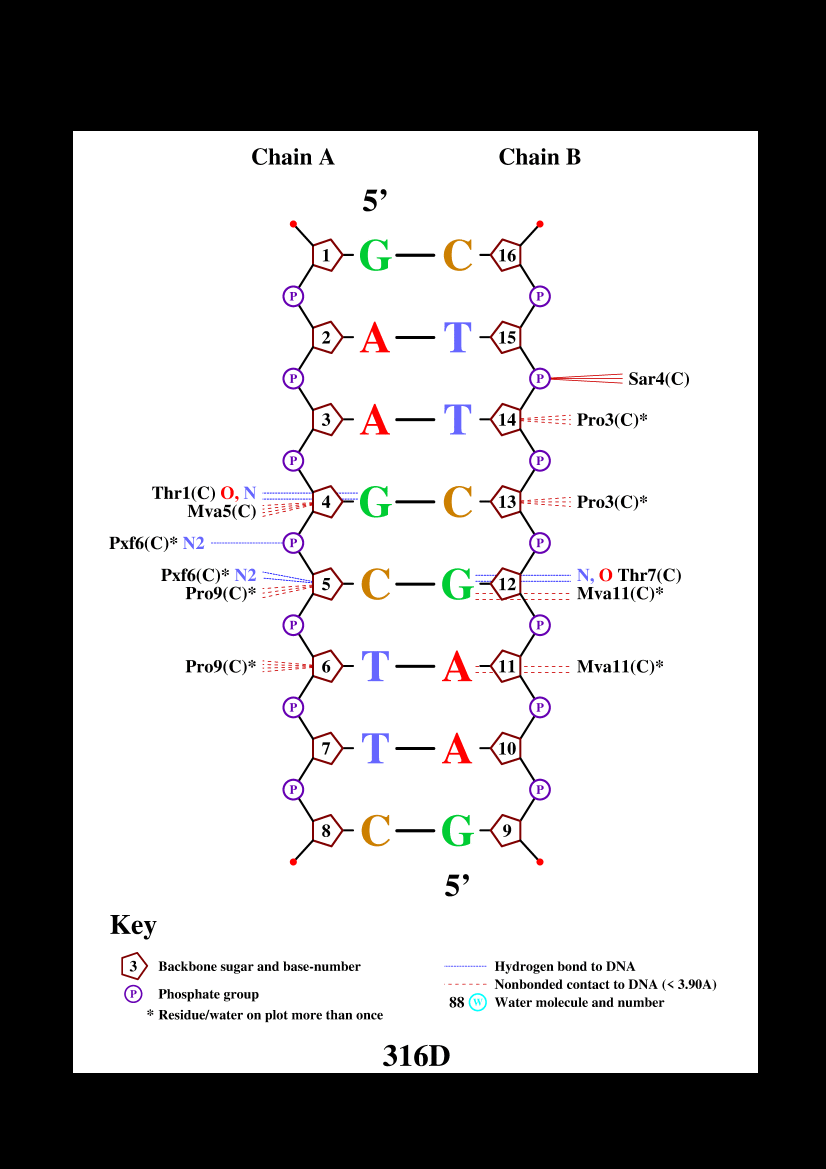 Chain A Chain B
5’
1 G C 16
P P
2 A T 15
P P Sar4(C)
3 A T 14 Pro3(C)*
P P
Thr1(C) O, N 4 G C 13 Pro3(C)*
Mva5(C)
Pxf6(C)* N2 P P
Pxf6(C)* N2 5 C G 12 N, O Thr7(C)
Pro9(C)* Mva11(C)*
P P
Pro9(C)* 6 T A 11 Mva11(C)*
P P
7 T A 10
P P
8 C G 9
5’
Key
3 Backbone sugar and base-number
P Phosphate group
* Residue/water on plot more than once
Hydrogen bond to DNA
Nonbonded contact to DNA (< 3.90A)
88 W Water molecule and number
316D